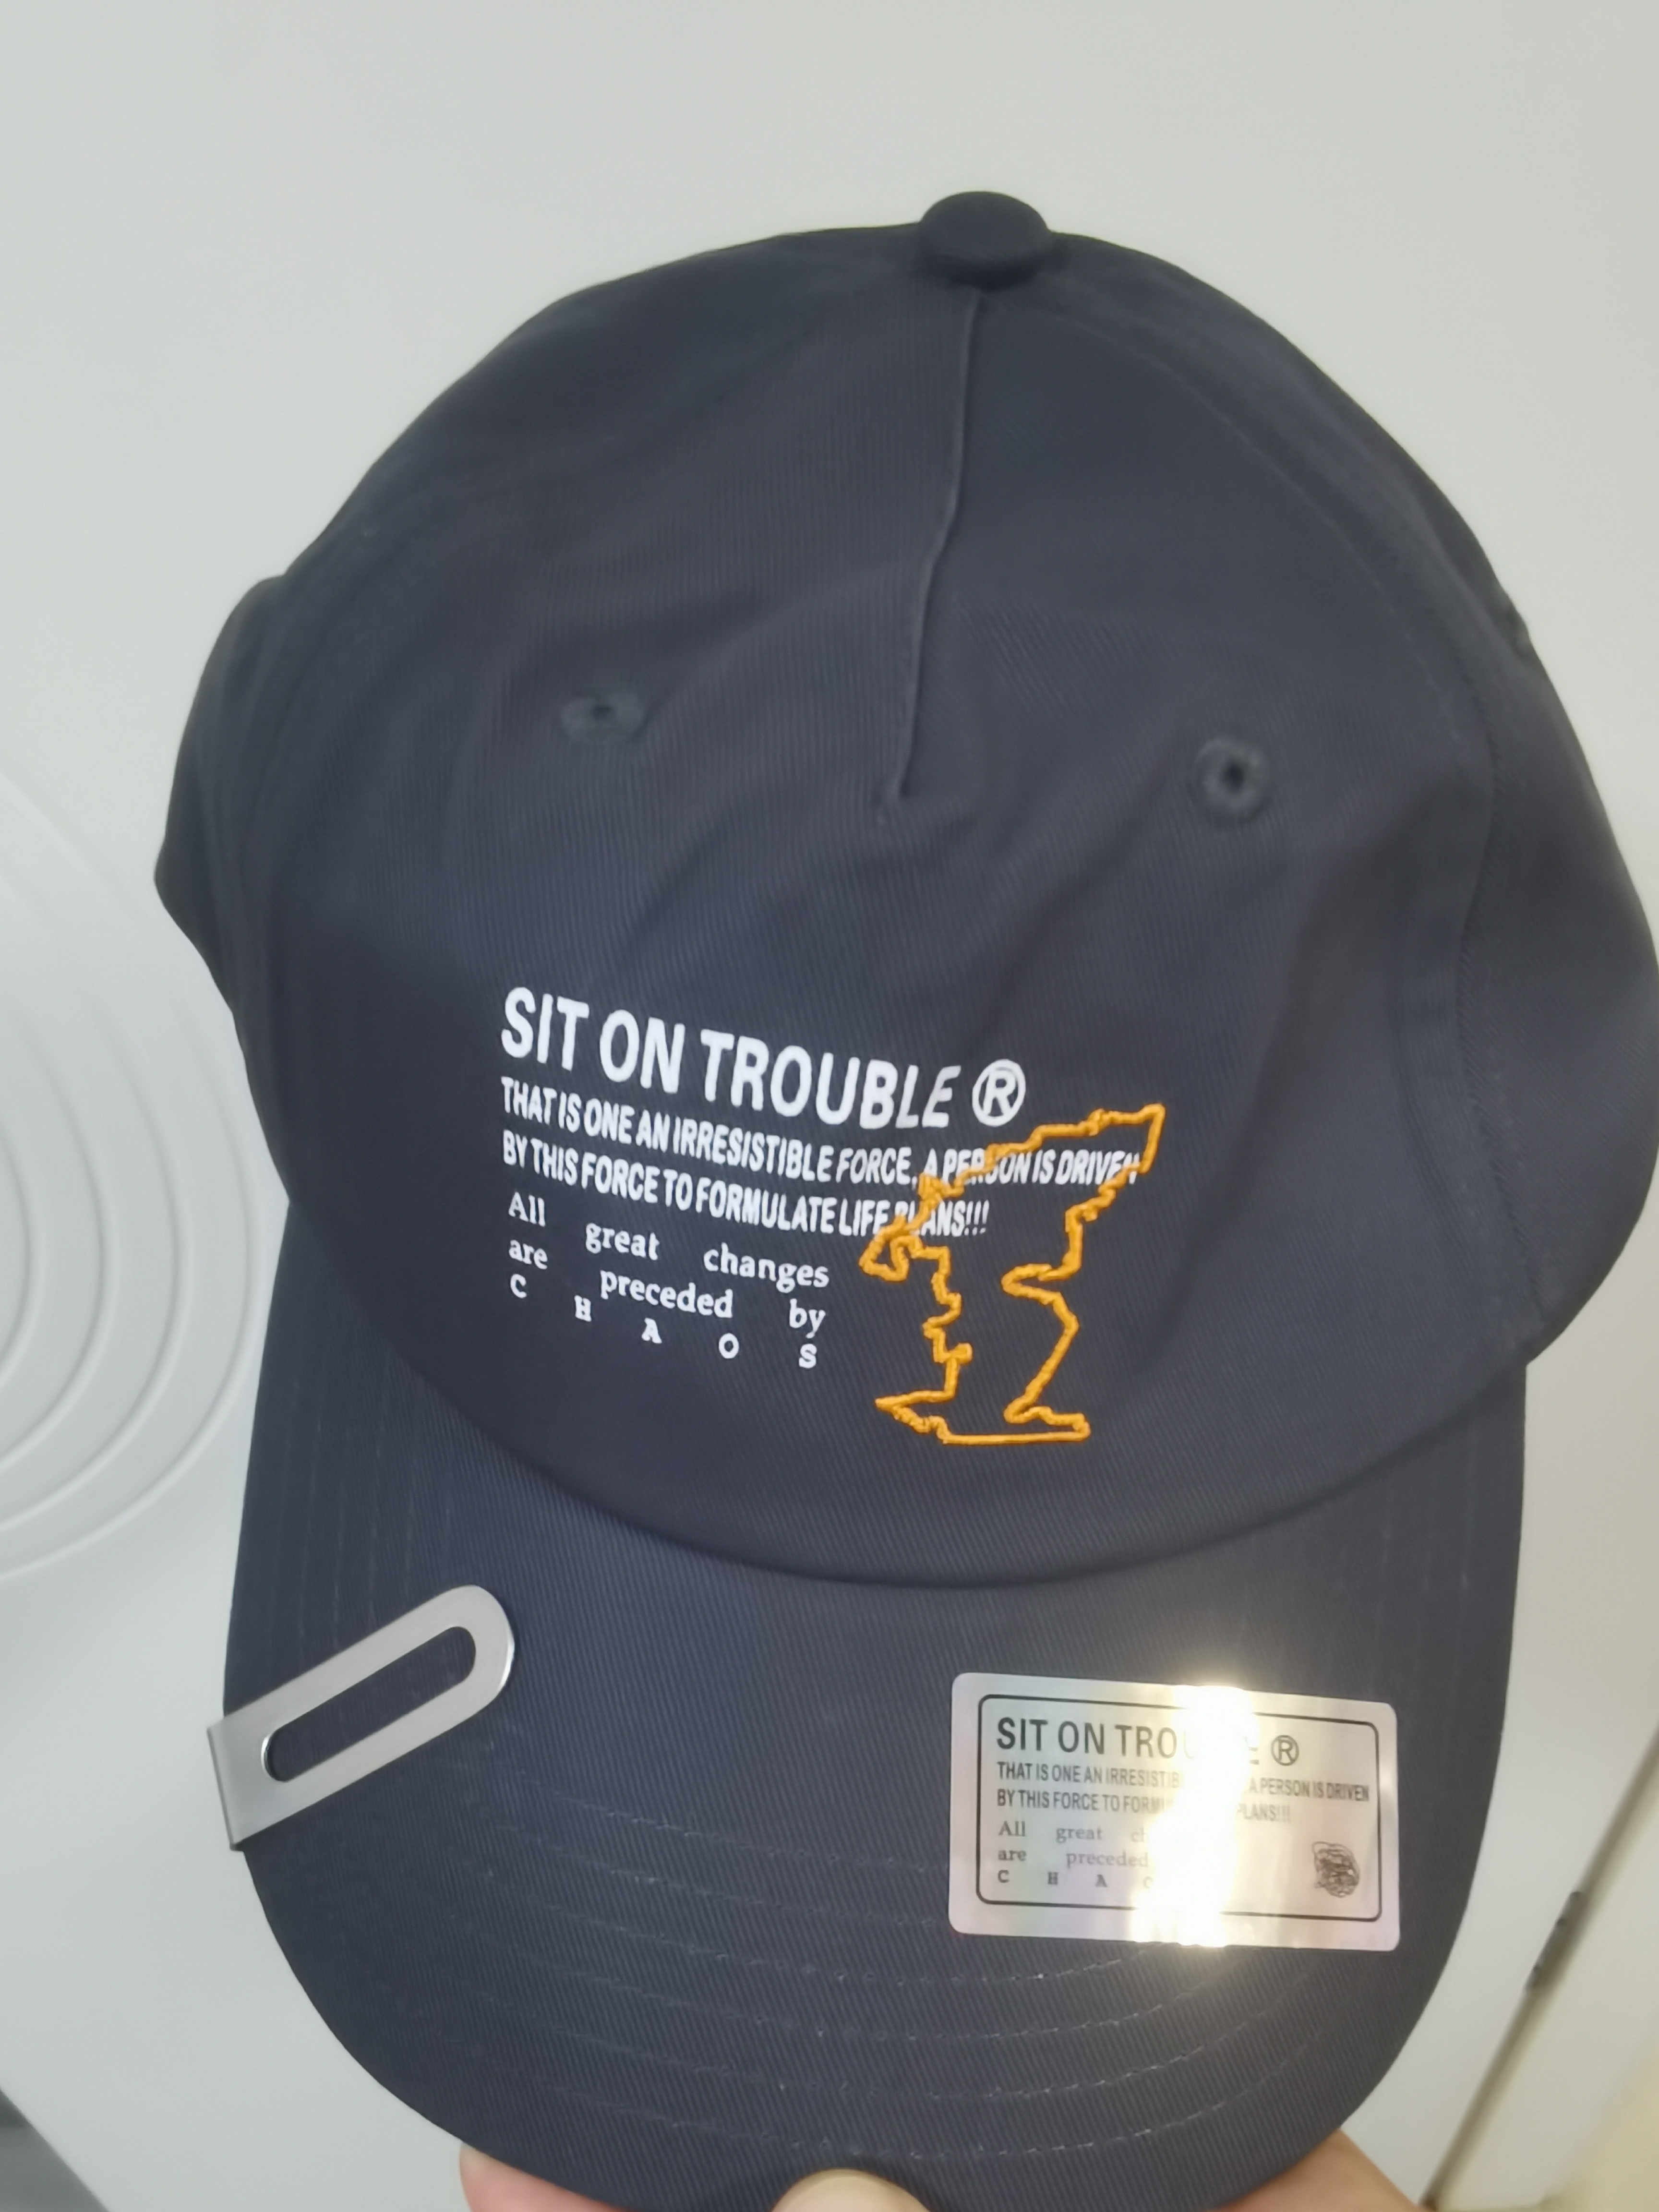 SIT ON TROUBLE ®
THAT IS ONE AN IRRESISTIBLE FORCE, A PERSON IS DRIVEN
BY THIS FORCE TO FORMULATE LIFE PLANS!!!
All great changes
are preceded by
C H A O S
SIT ON TRO E ®
THAT IS ONE AN IRRESISTIB A PERSON IS DRIVEN
BY THIS FORCE TO FORMU PLANS!!!
All great
are preceded
C H A